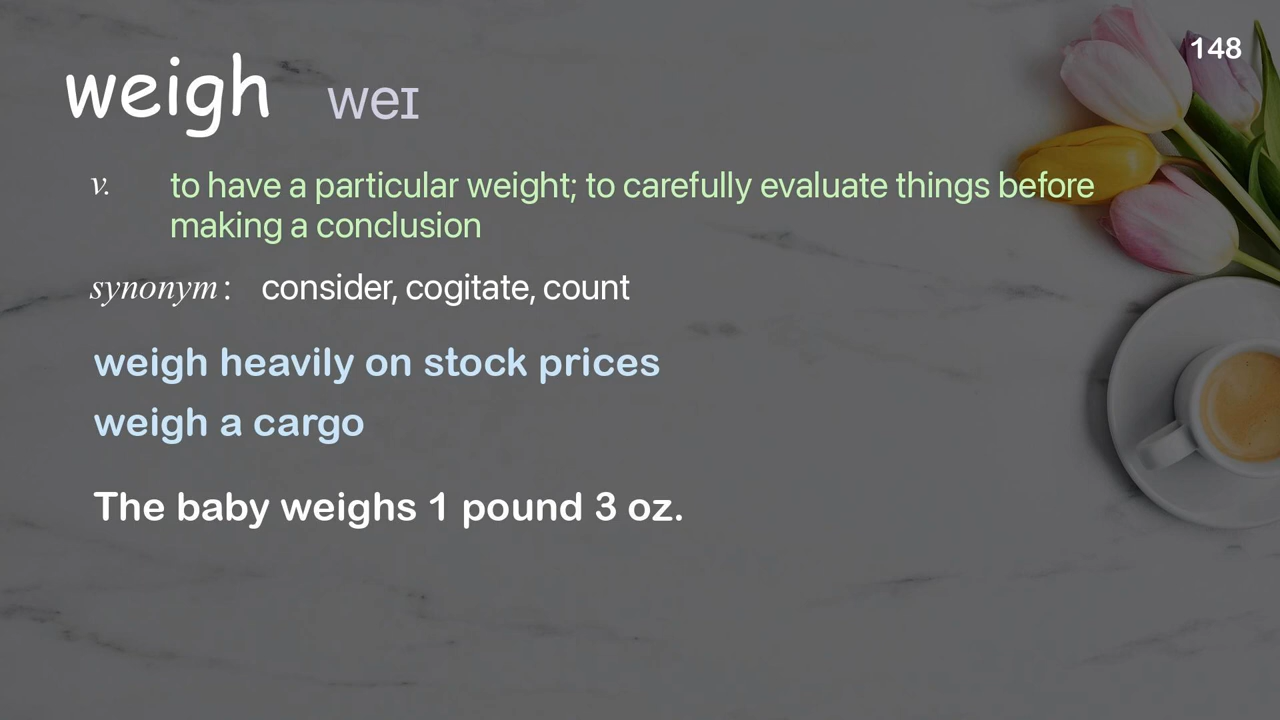 148
weigh weɪ
v. to have a particular weight; to carefully evaluate things before
making a conclusion
synonym: consider, cogitate, count
weigh heavily on stock prices
weigh a cargo
The baby weighs 1 pound 3 oz.